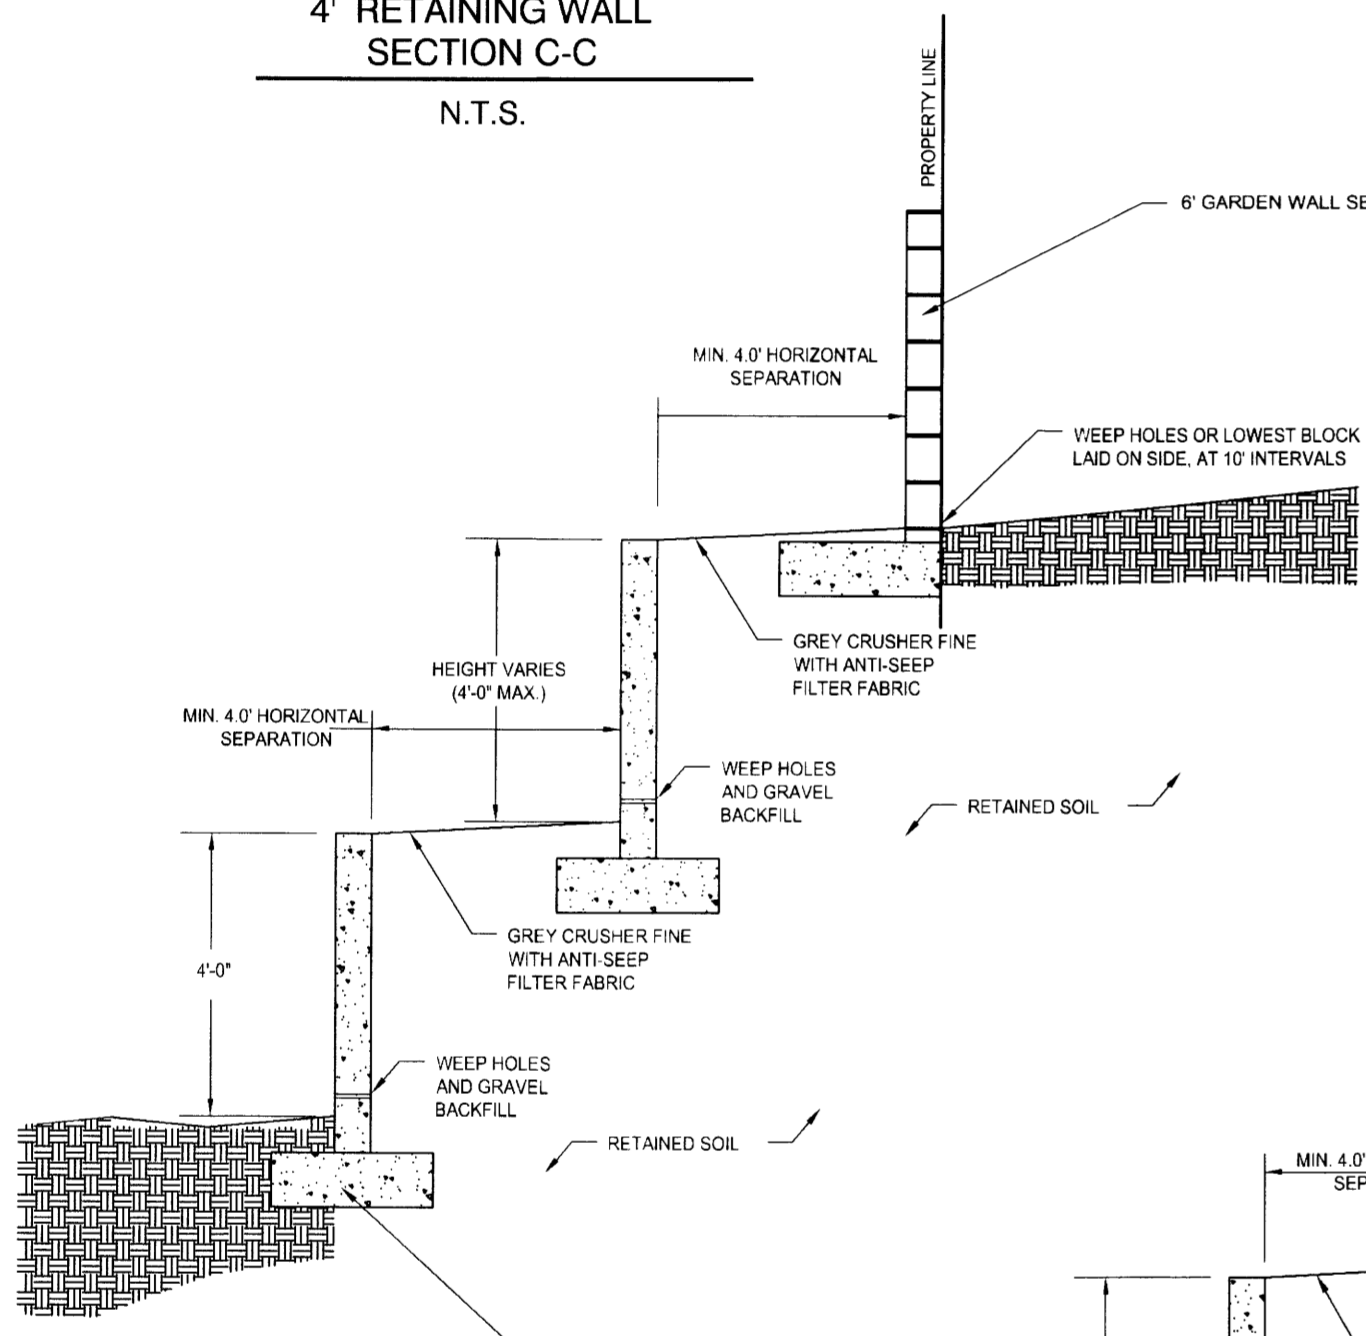 4' RETAINING WALL
SECTION C-C
N.T.S.
PROPERTY LINE
6' GARDEN WALL
MIN. 4.0' HORIZONTAL
SEPARATION
WEEP HOLES OR LOWEST BLOCK
LAID ON SIDE, AT 10' INTERVALS
GREY CRUSHER FINE
WITH ANTI-SEEP
FILTER FABRIC
HEIGHT VARIES
(4'-0" MAX.)
MIN. 4.0' HORIZONTAL
SEPARATION
WEEP HOLES
AND GRAVEL
BACKFILL
RETAINED SOIL
GREY CRUSHER FINE
WITH ANTI-SEEP
FILTER FABRIC
4'-0"
WEEP HOLES
AND GRAVEL
BACKFILL
RETAINED SOIL
MIN. 4.0'